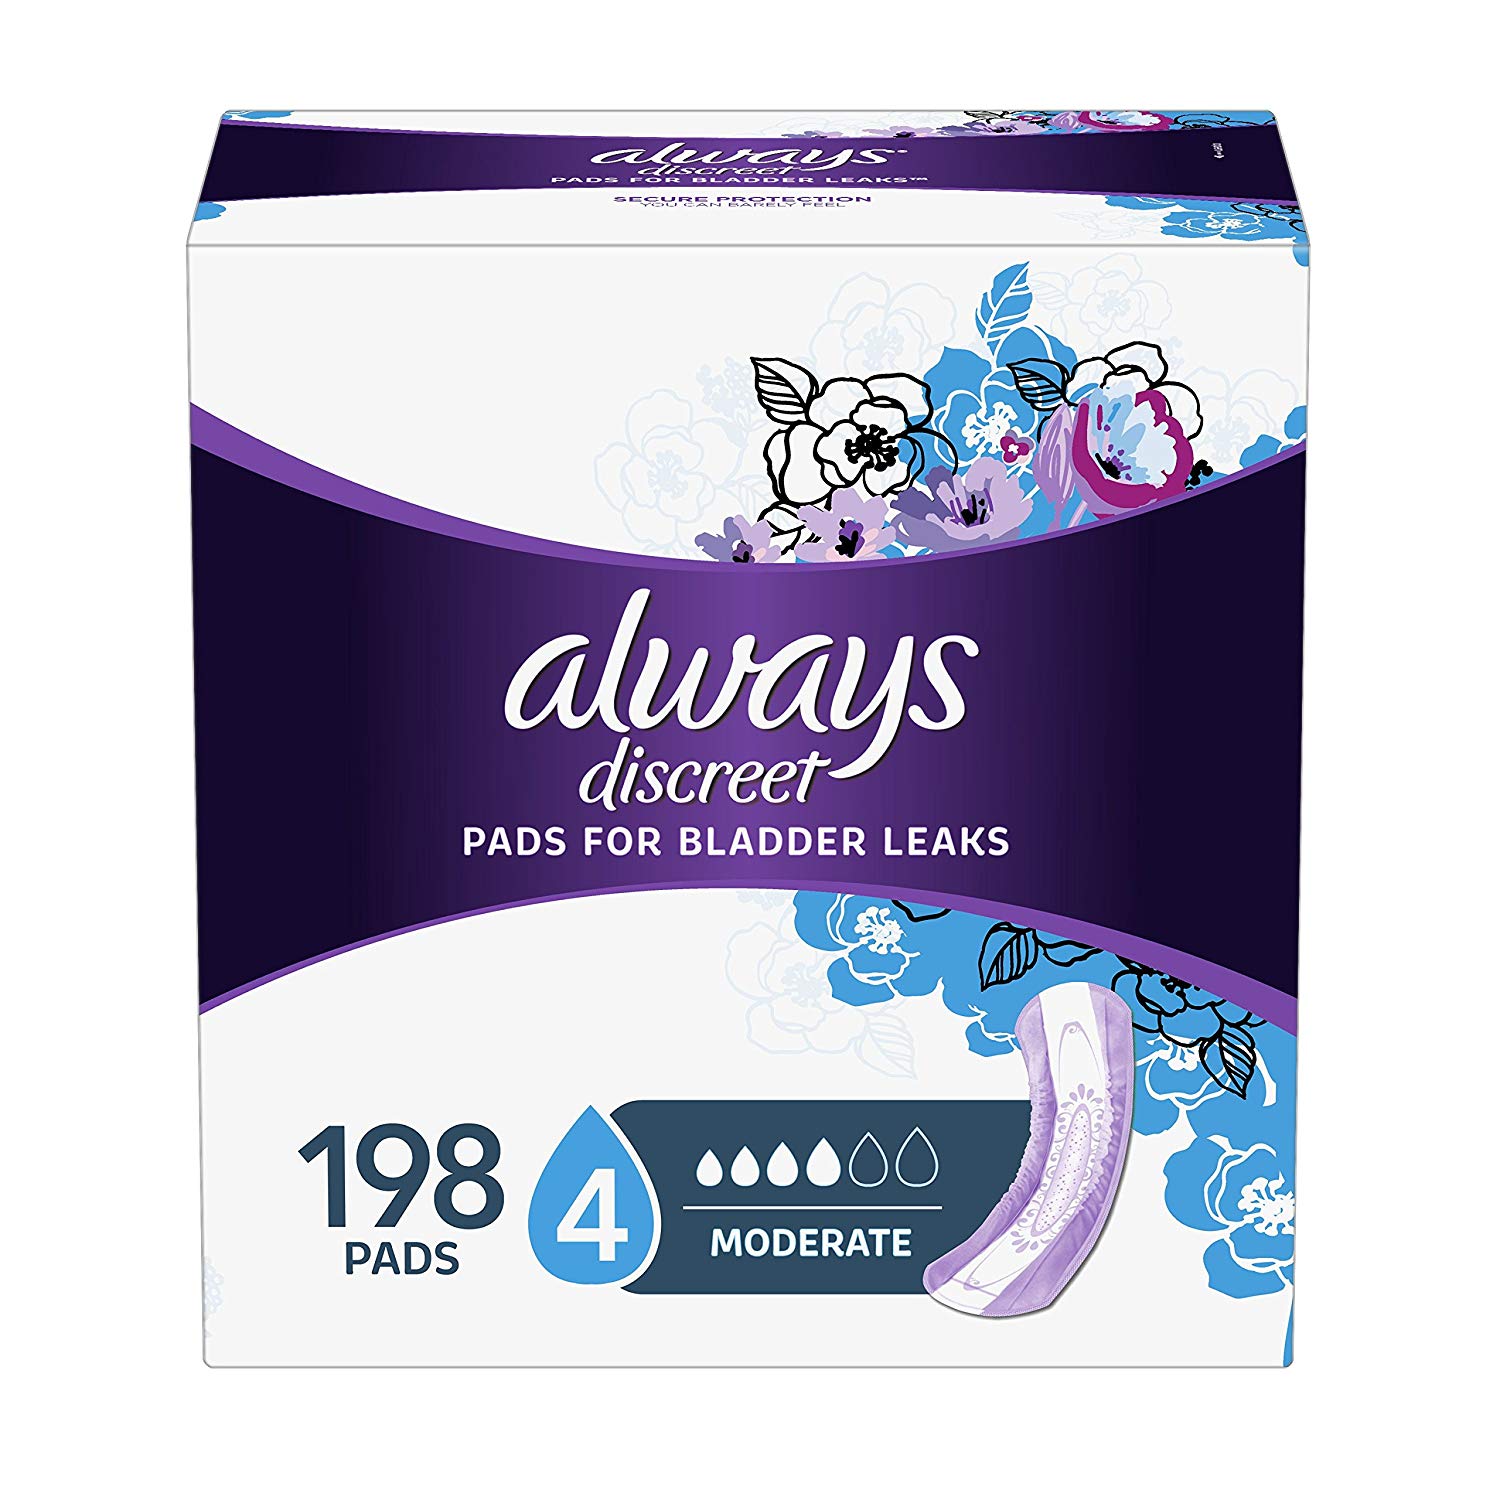 always®
discreet
PADS FOR BLADDER LEAKS™
SECURE PROTECTION
YOU CAN BARELY FEEL
always
discreet
PADS FOR BLADDER LEAKS
198
PADS
4
MODERATE